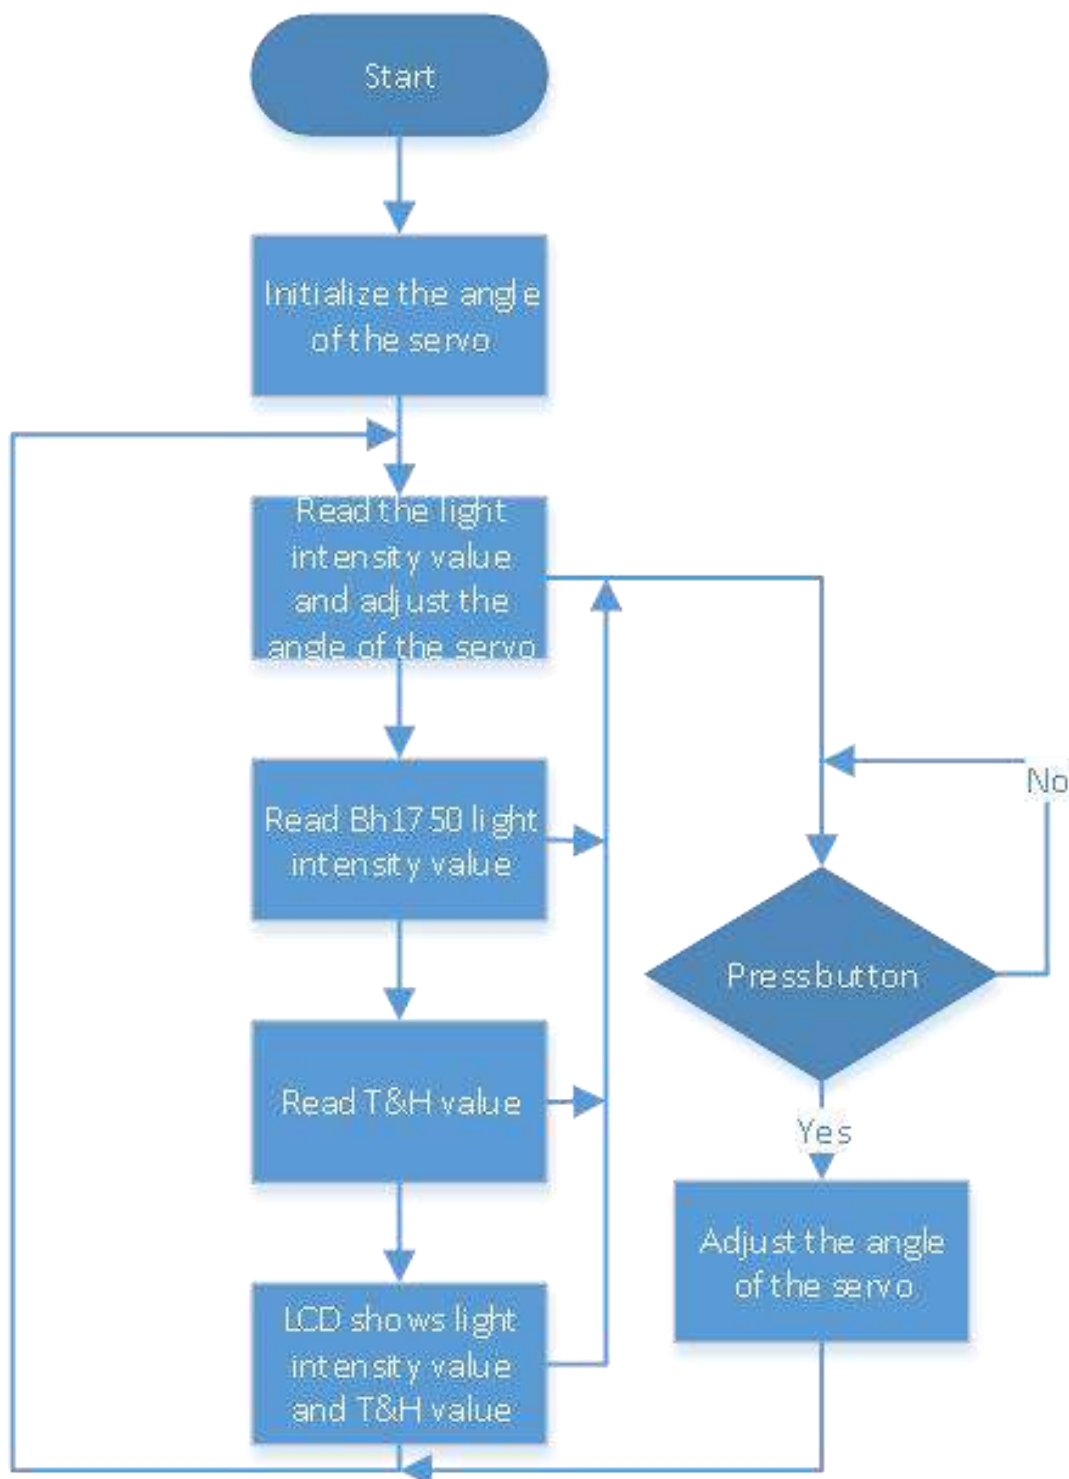 Start
Initialize the angle
of the servo
Read the light
intensity value
and adjust the
angle of the servo
Read Bh1750 light
intensity value
No
Pressbutton
Read T&H value
Yes
Adjust the angle
of the servo
LCD shows light
intensity value
and T&H value